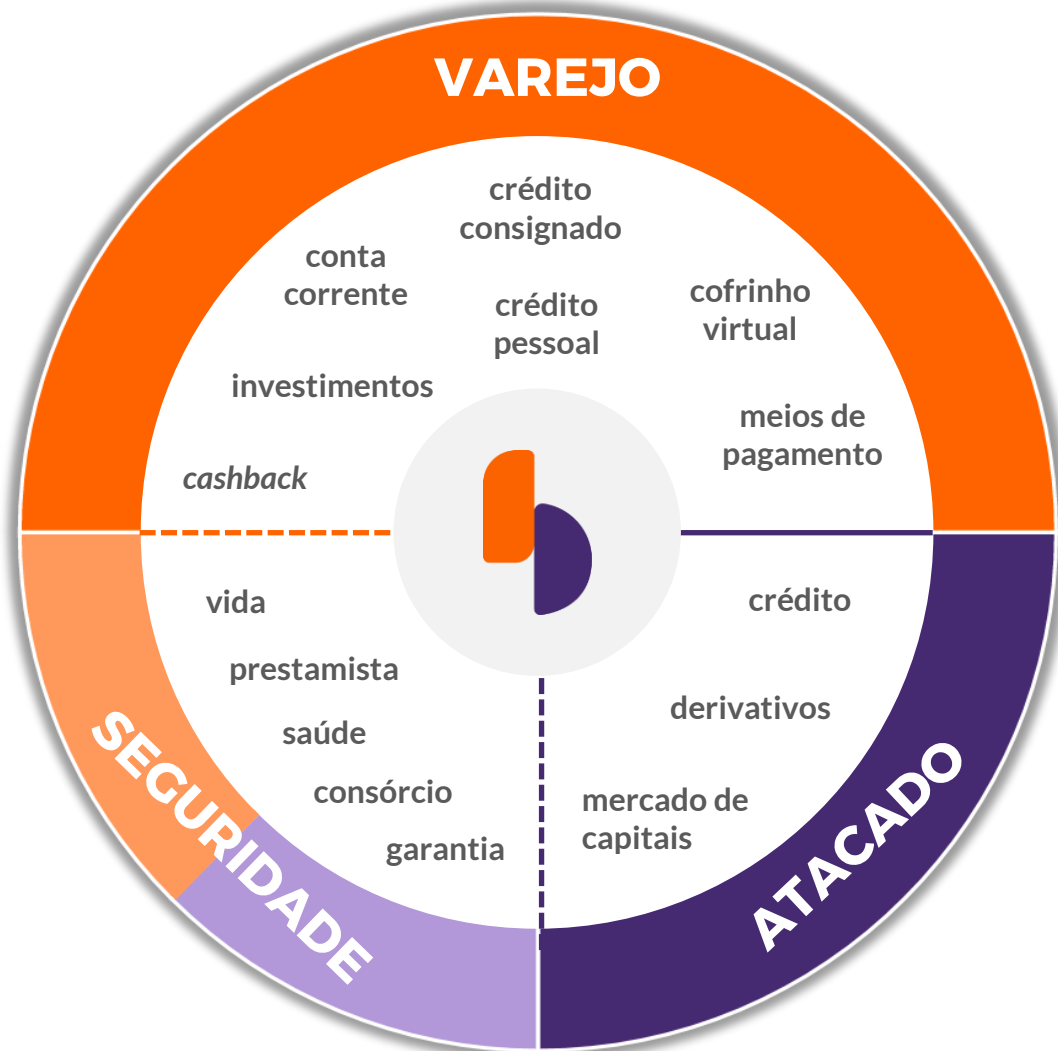 VAREJO
crédito
consignado
conta
corrente
crédito
pessoal
cofrinho
virtual
investimentos
meios de
pagamento
cashback
vida
prestamista
saúde
consórcio
garantia
SEGURIDADE
crédito
derivativos
mercado de
capitais
ATACADO